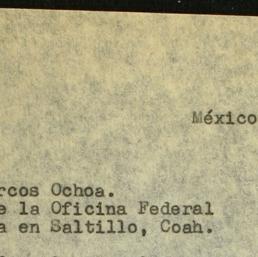 México
rcos Ochoa.
e la Oficina Federal
a en Saltillo, Coah.